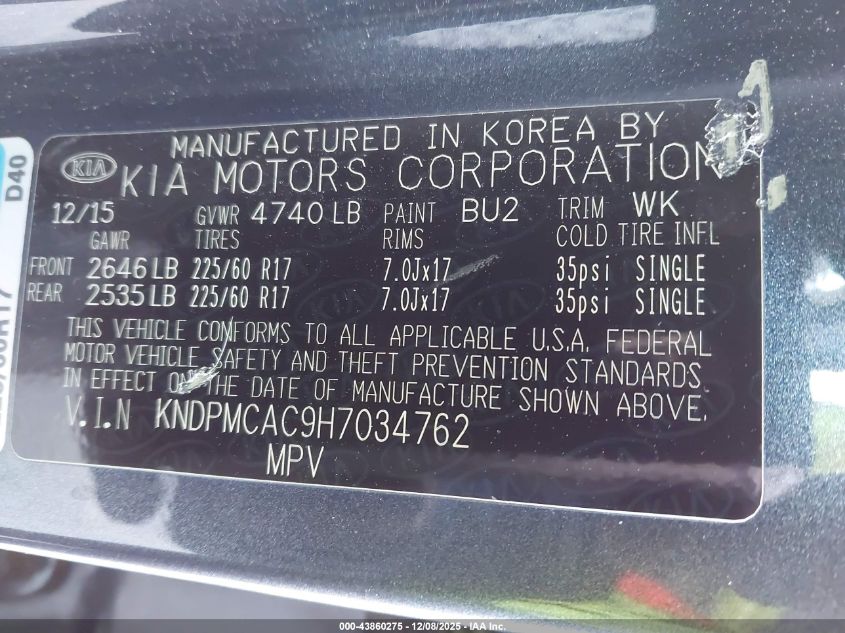 MANUFACTURED IN KOREA BY
KIA KIA MOTORS CORPORATION
12/15 GVWR 4740 LB PAINT BU2 TRIM WK
GAWR TIRES RIMS COLD TIRE INFL
FRONT 2646 LB 225/60 R17 7.0Jx17 35psi SINGLE
REAR 2535 LB 225/60 R17 7.0Jx17 35psi SINGLE
THIS VEHICLE CONFORMS TO ALL APPLICABLE U.S.A. FEDERAL
MOTOR VEHICLE SAFETY AND THEFT PREVENTION STANDARDS
IN EFFECT ON THE DATE OF MANUFACTURE SHOWN ABOVE.
V.I.N KNDPMCAC9H7034762
MPV
D40
000-43860275 - 12/08/2025 - IAA Inc.